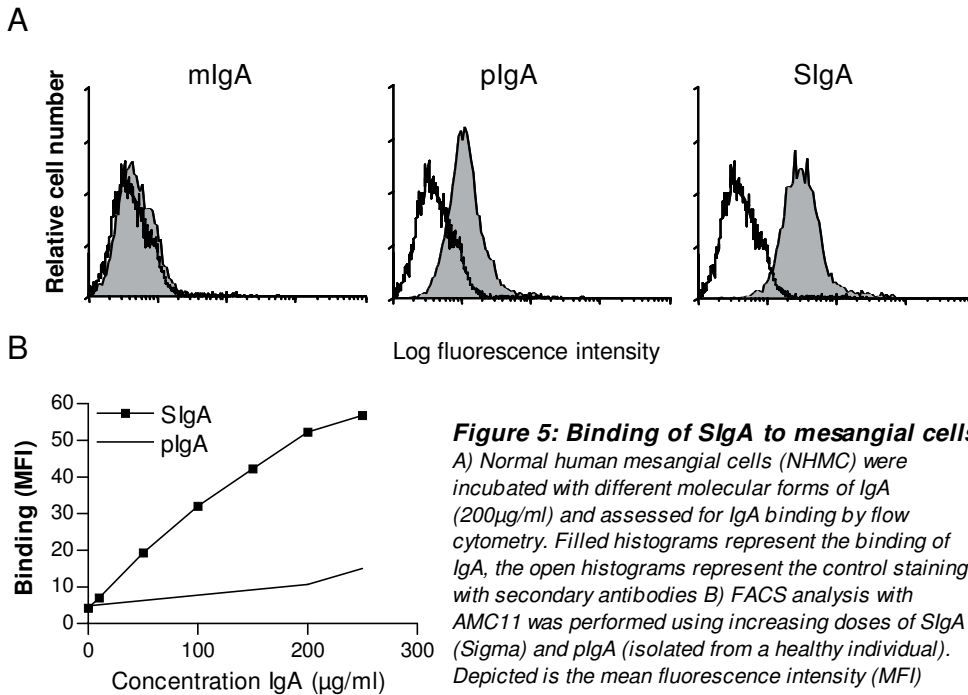 A
mIgA
pIgA
SIgA
Relative cell number
Log fluorescence intensity
B
60
50
40
30
20
10
0
Binding (MFI)
SIgA
pIgA
0
100
200
300
Concentration IgA (µg/ml)
Figure 5: Binding of SIgA to mesangial cells
A) Normal human mesangial cells (NHMC) were
incubated with different molecular forms of IgA
(200µg/ml) and assessed for IgA binding by flow
cytometry. Filled histograms represent the binding of
IgA, the open histograms represent the control staining
with secondary antibodies B) FACS analysis with
AMC11 was performed using increasing doses of SIgA
(Sigma) and pIgA (isolated from a healthy individual).
Depicted is the mean fluorescence intensity (MFI)